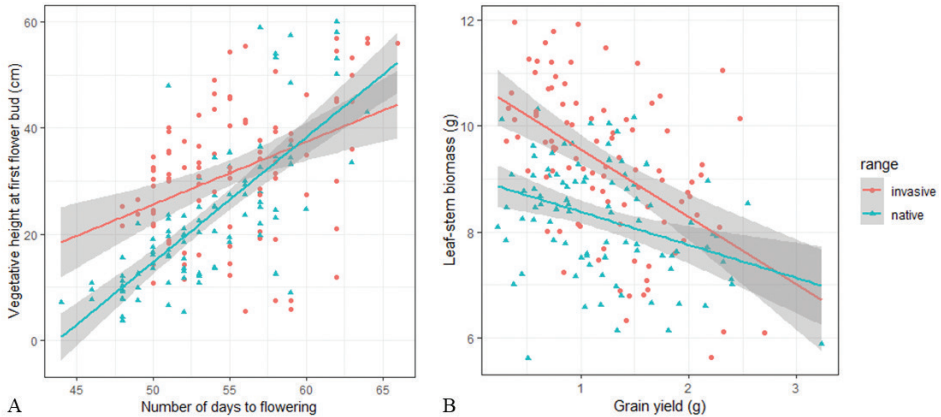 60
40
20
0
Vegetative height at first flower bud (cm)
45
50
55
60
65
Number of days to flowering
A
12
10
8
6
Leaf-stem biomass (g)
1
2
3
Grain yield (g)
B
range
invasive
native